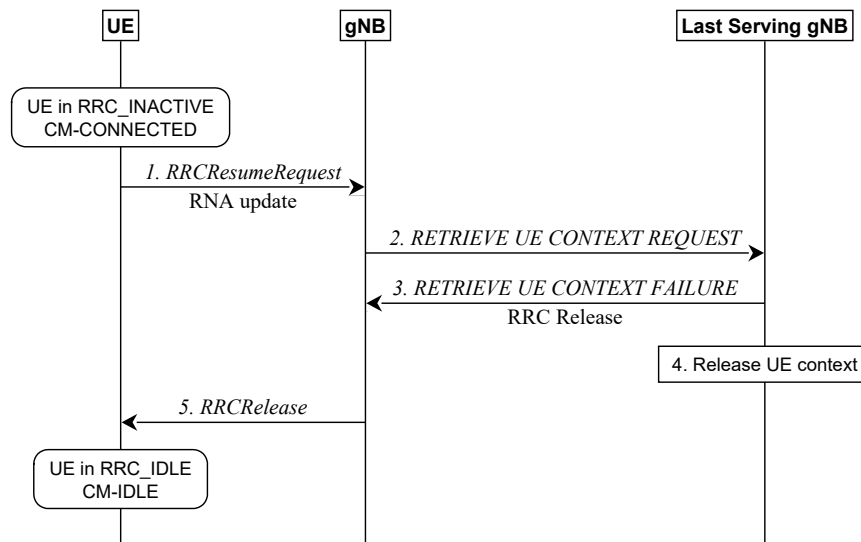 UE
gNB
Last Serving gNB
UE in RRC_INACTIVE
CM-CONNECTED
1. RRCResumeRequest
RNA update
2. RETRIEVE UE CONTEXT REQUEST
3. RETRIEVE UE CONTEXT FAILURE
RRC Release
4. Release UE context
5. RRCRelease
UE in RRC_IDLE
CM-IDLE